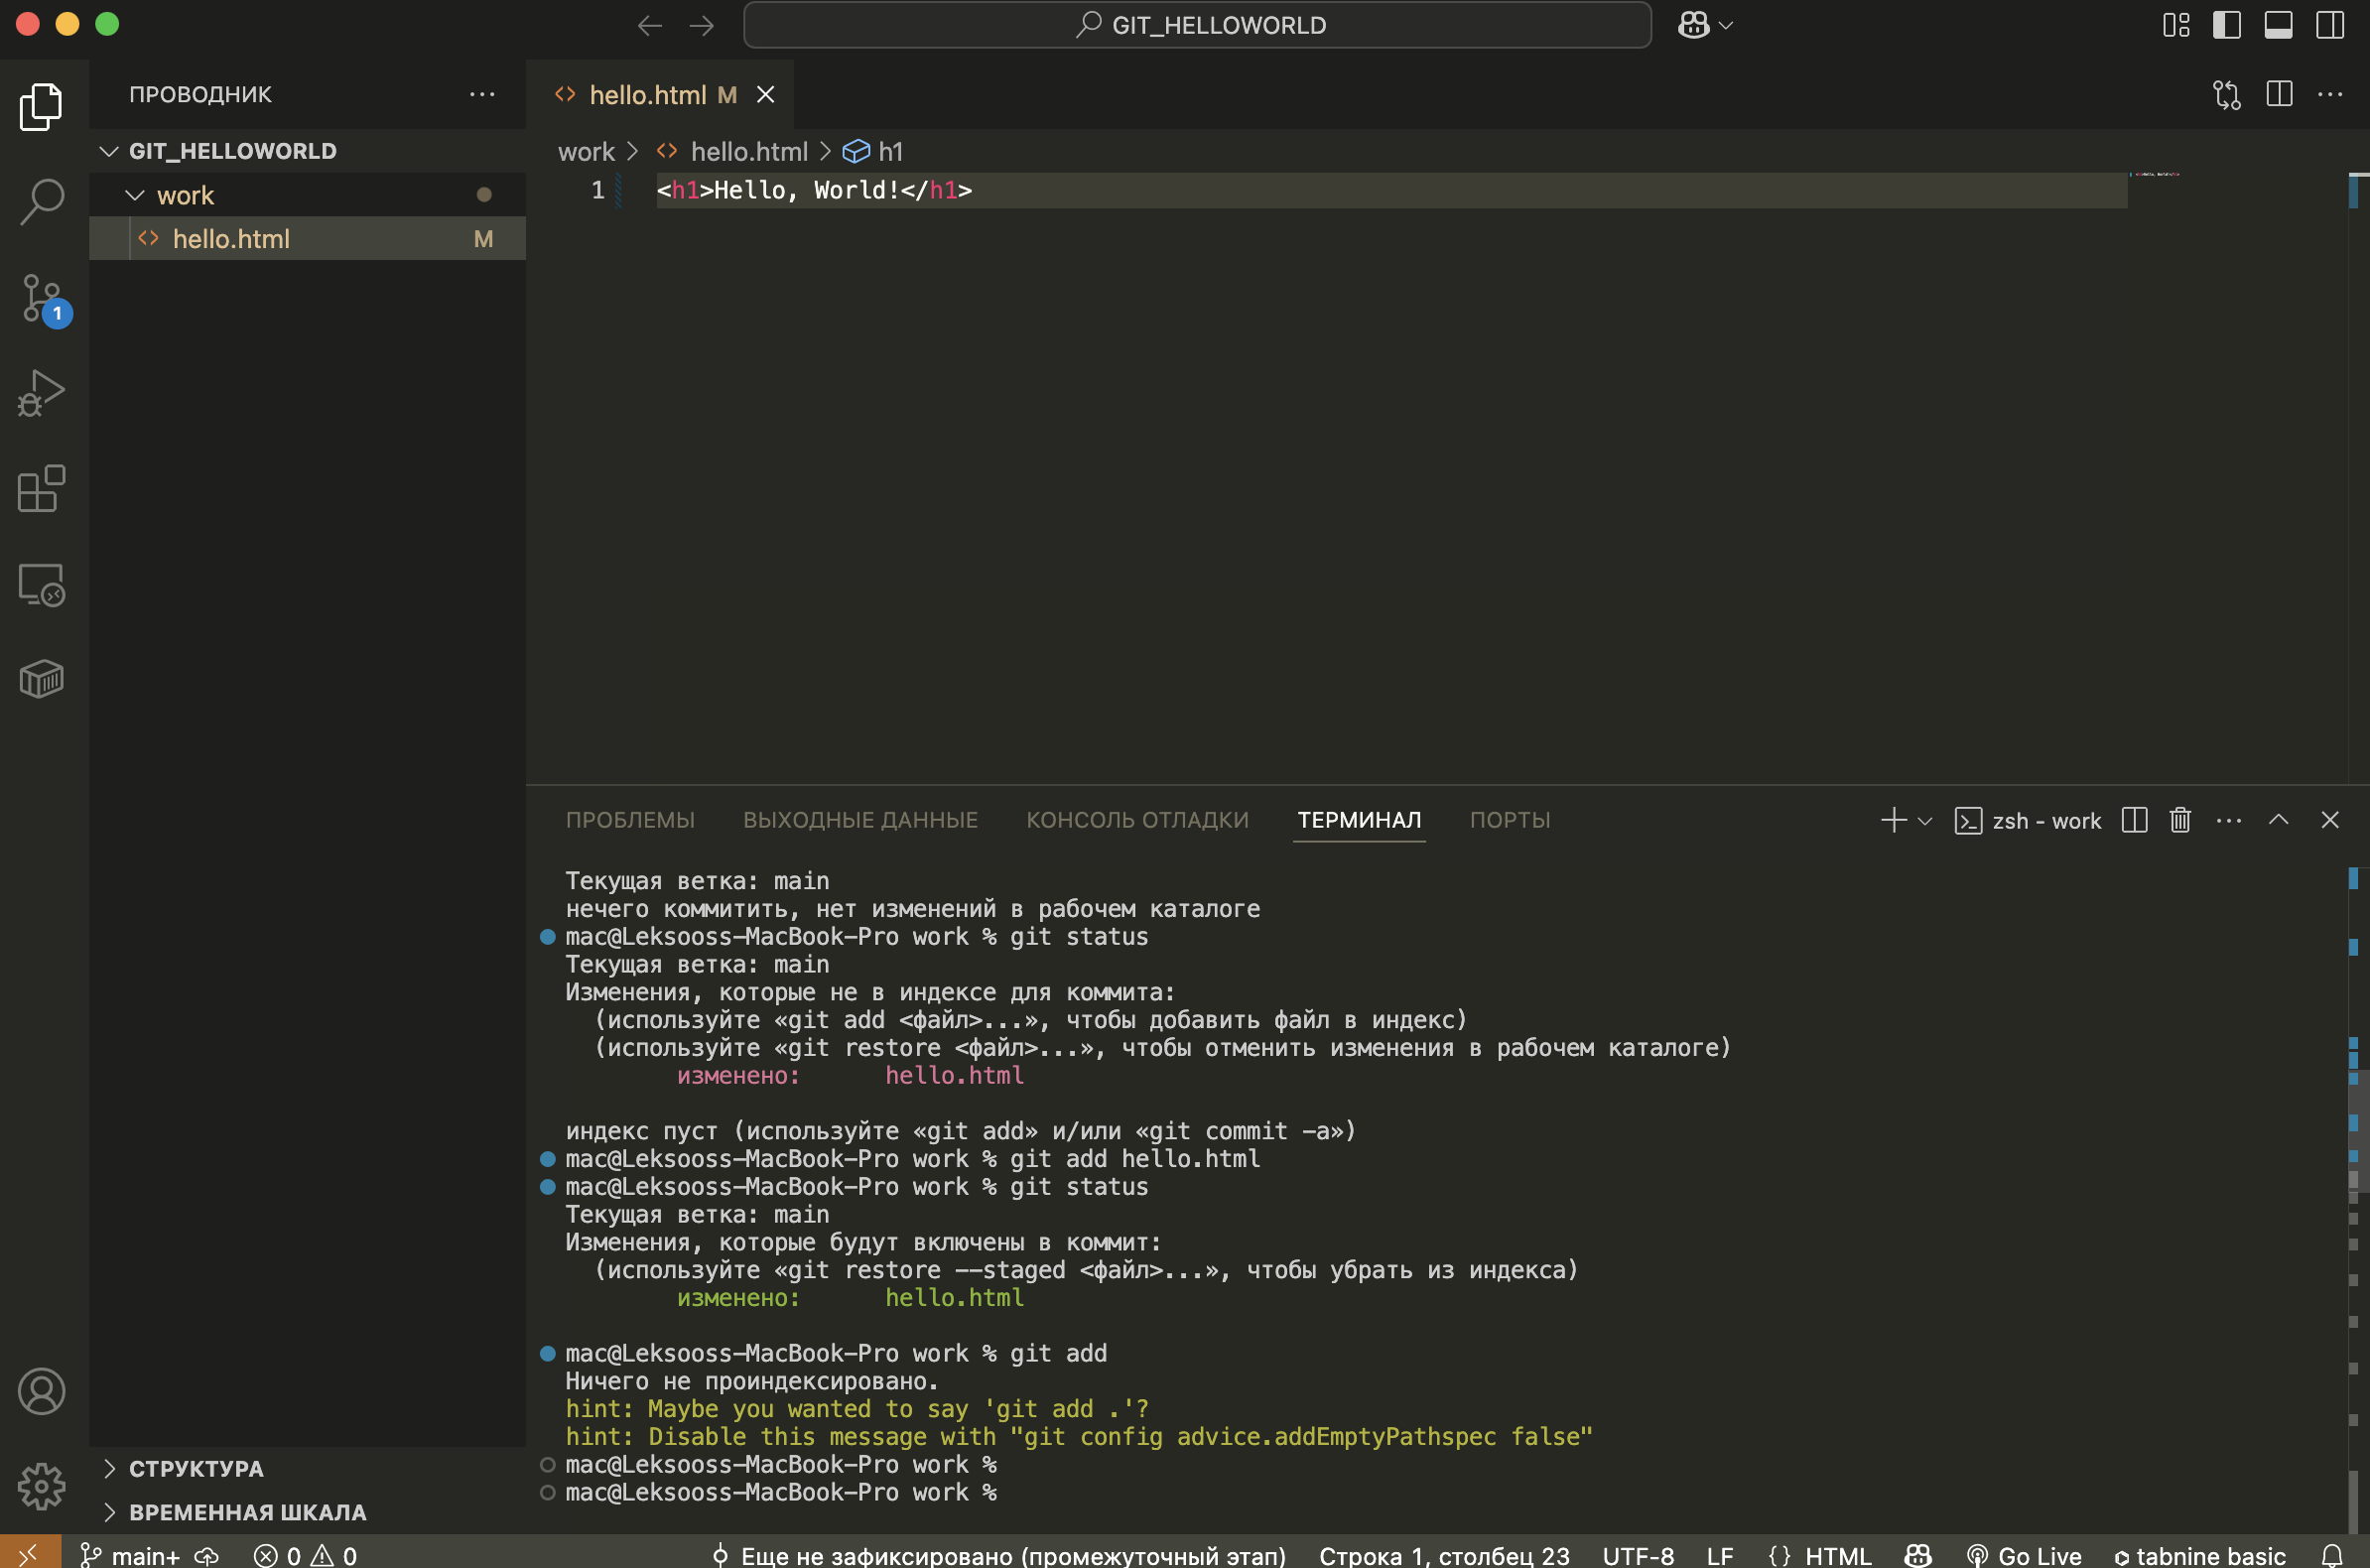 GIT_HELLOWORLD
ПРОВОДНИК
hello.html M
GIT_HELLOWORLD
work > hello.html > h1
work
1 <h1>Hello, World!</h1>
hello.html M
1
ПРОБЛЕМЫ ВЫХОДНЫЕ ДАННЫЕ КОНСОЛЬ ОТЛАДКИ ТЕРМИНАЛ ПОРТЫ zsh - work
Текущая ветка: main
нечего коммитить, нет изменений в рабочем каталоге
mac@Leksooss-MacBook-Pro work % git status
Текущая ветка: main
Изменения, которые не в индексе для коммита:
(используйте «git add <файл>...», чтобы добавить файл в индекс)
(используйте «git restore <файл>...», чтобы отменить изменения в рабочем каталоге)
изменено: hello.html
индекс пуст (используйте «git add» и/или «git commit -a»)
mac@Leksooss-MacBook-Pro work % git add hello.html
mac@Leksooss-MacBook-Pro work % git status
Текущая ветка: main
Изменения, которые будут включены в коммит:
(используйте «git restore --staged <файл>...», чтобы убрать из индекса)
изменено: hello.html
mac@Leksooss-MacBook-Pro work % git add
Ничего не проиндексировано.
hint: Maybe you wanted to say 'git add .'?
hint: Disable this message with "git config advice.addEmptyPathspec false"
mac@Leksooss-MacBook-Pro work %
mac@Leksooss-MacBook-Pro work %
СТРУКТУРА
ВРЕМЕННАЯ ШКАЛА
main+ 0 0 Еще не зафиксировано (промежуточный этап) Строка 1, столбец 23 UTF-8 LF {} HTML Go Live tabnine basic